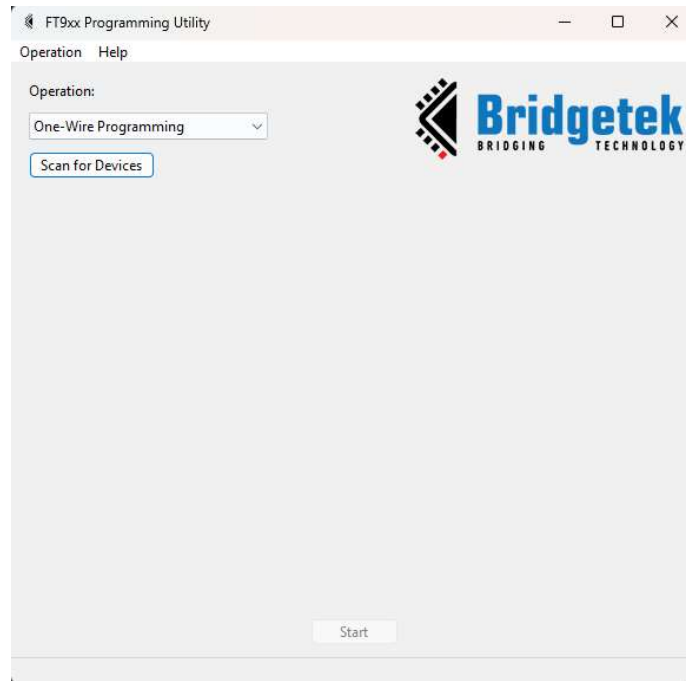 FT9xx Programming Utility
Operation Help
Operation:
One-Wire Programming
Scan for Devices
Bridgetek
BRIDGING TECHNOLOGY
Start